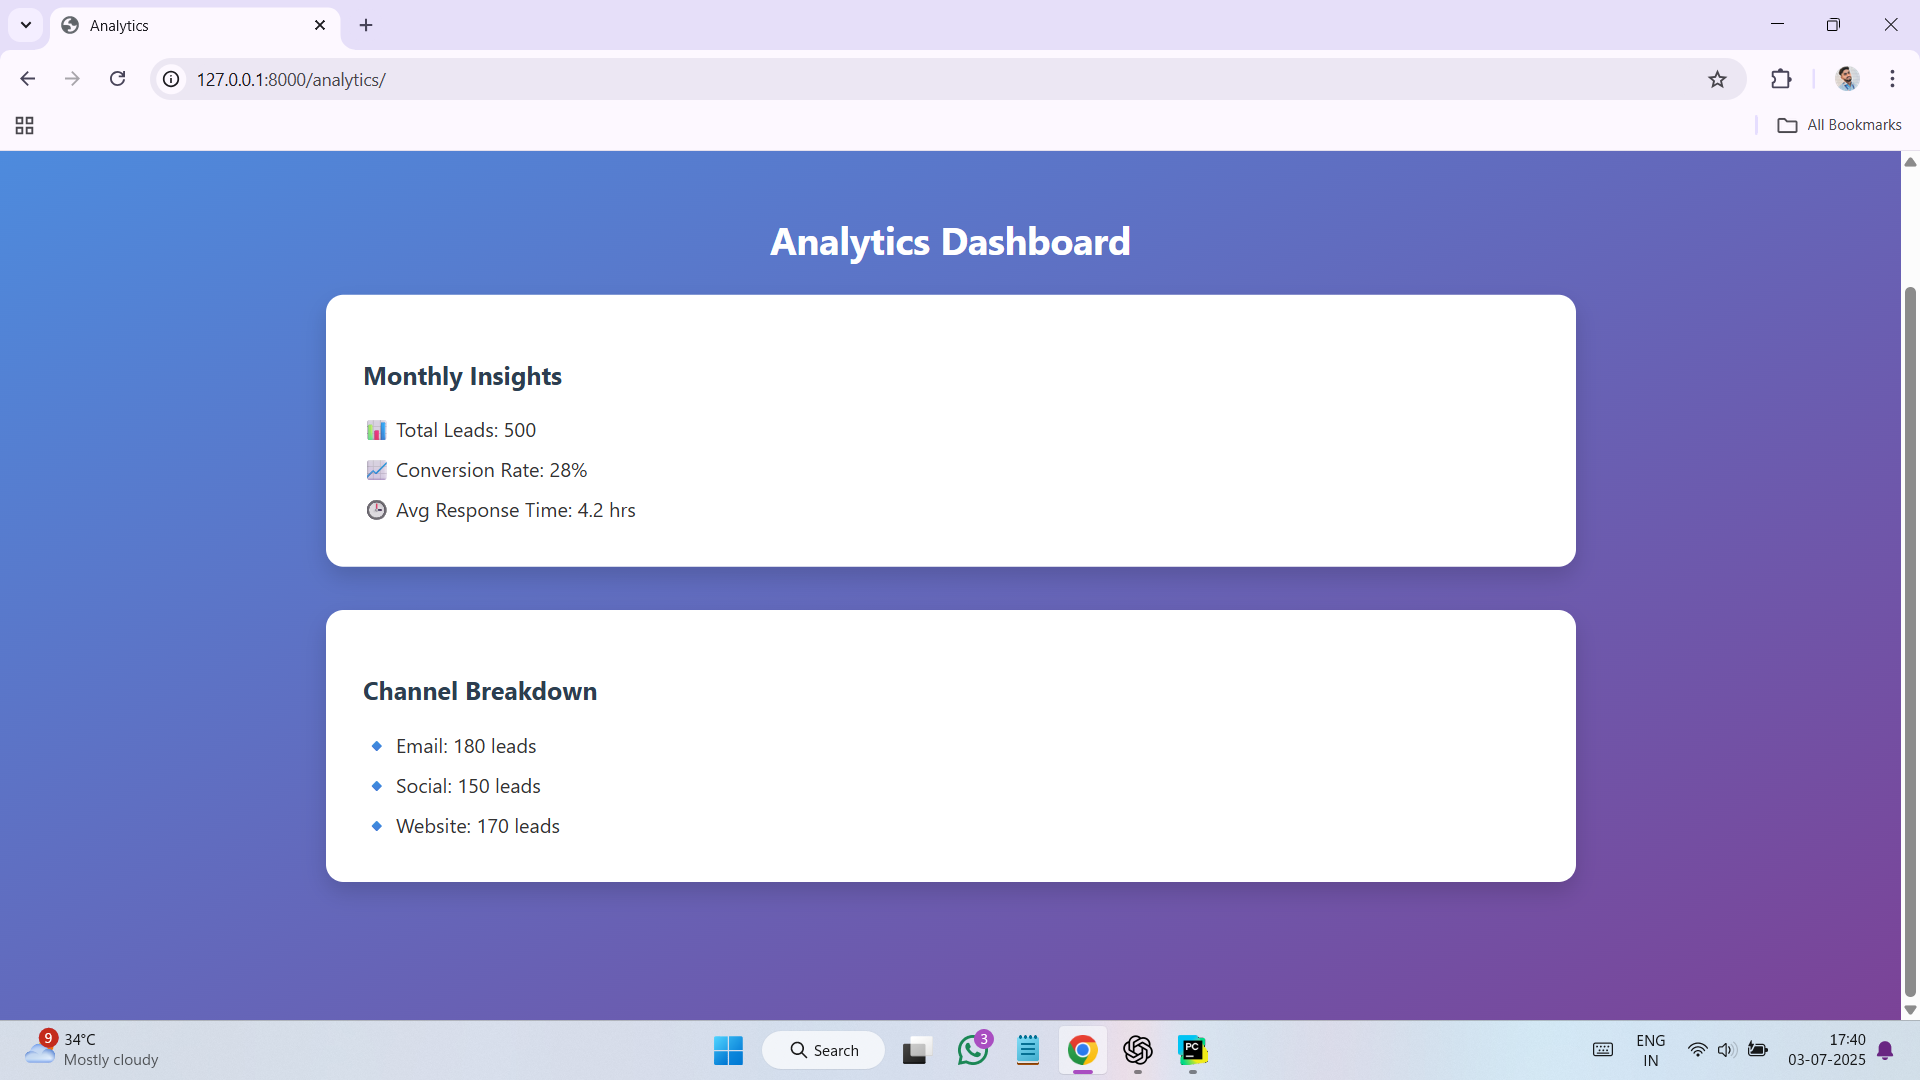 Analytics
127.0.0.1:8000/analytics/
All Bookmarks
Analytics Dashboard
Monthly Insights
📊 Total Leads: 500
📈 Conversion Rate: 28%
🕒 Avg Response Time: 4.2 hrs
Channel Breakdown
🔹 Email: 180 leads
🔹 Social: 150 leads
🔹 Website: 170 leads
9
34°C
Mostly cloudy
Search
3
PC
ENG
IN
17:40
03-07-2025